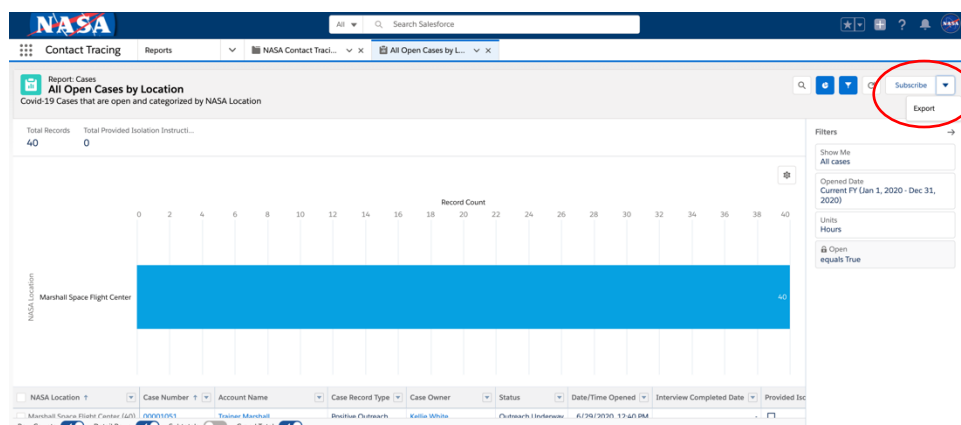 NASA
All
Search Salesforce
NASA
Contact Tracing
Reports
NASA Contact Traci...
All Open Cases by L...
Report: Cases
All Open Cases by Location
Covid-19 Cases that are open and categorized by NASA Location
Subscribe
Export
Total Records
Total Provided Isolation Instructi...
40
0
Filters
Show Me
All cases
Opened Date
Current FY (Jan 1, 2020 - Dec 31,
2020)
Units
Hours
Open
equals True
Record Count
0 2 4 6 8 10 12 14 16 18 20 22 24 26 28 30 32 34 36 38 40
NASA Location
Marshall Space Flight Center
40
NASA Location ↑ Case Number ↑ Account Name Case Record Type Case Owner Status Date/Time Opened Interview Completed Date Provided Isc
Marshall Space Flight Center (40) 00001051 Trainer Marshall Positive Outreach Kellie White Outreach Underway 6/29/2020, 12:40 PM -